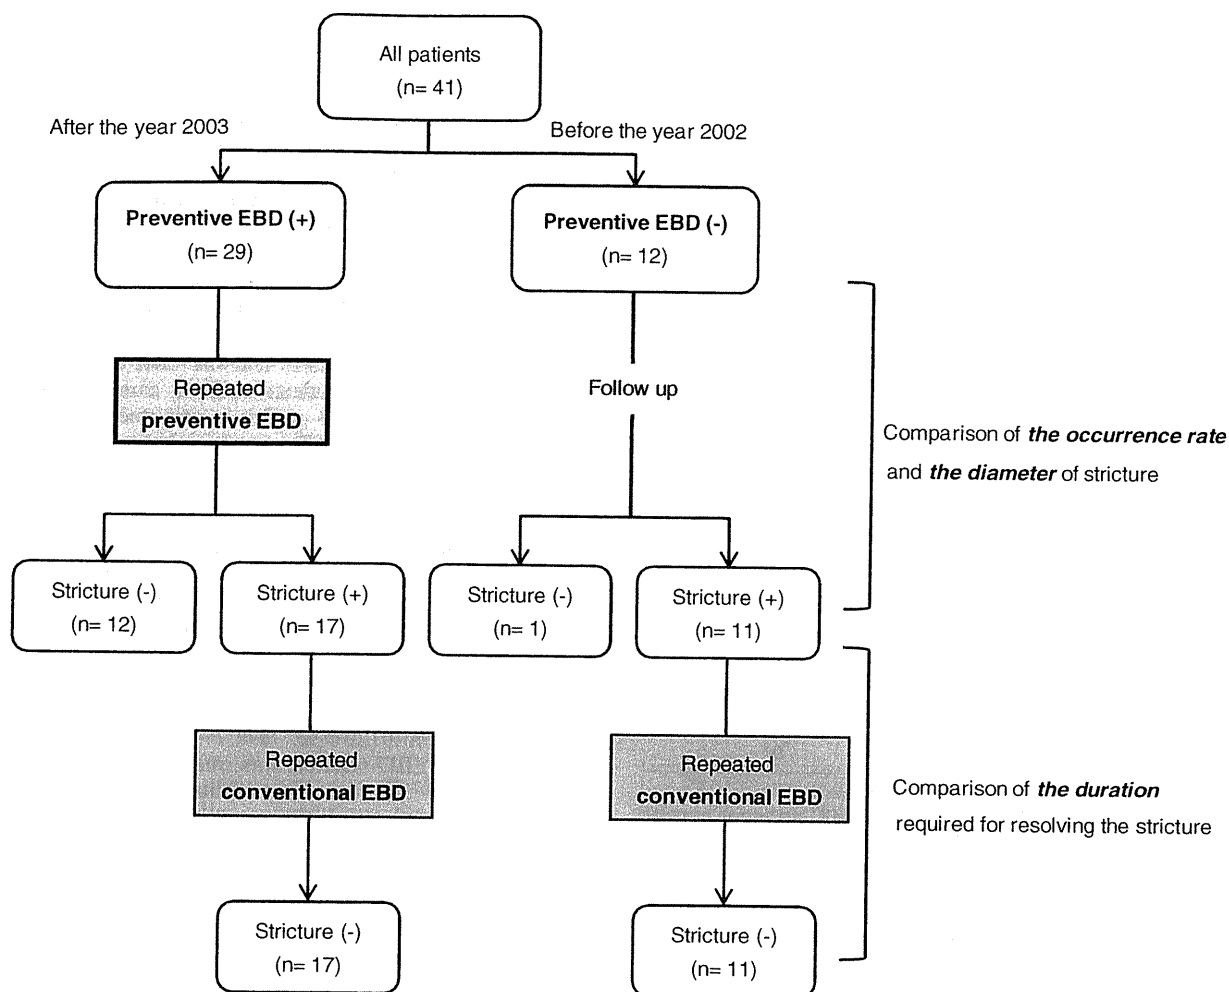 All patients
(n= 41)
After the year 2003
Before the year 2002
Preventive EBD (+)
(n= 29)
Preventive EBD (-)
(n= 12)
Repeated
preventive EBD
Follow up
Comparison of the occurrence rate
and the diameter of stricture
Stricture (-)
(n= 12)
Stricture (+)
(n= 17)
Stricture (-)
(n= 1)
Stricture (+)
(n= 11)
Repeated
conventional EBD
Repeated
conventional EBD
Comparison of the duration
required for resolving the stricture
Stricture (-)
(n= 17)
Stricture (-)
(n= 11)